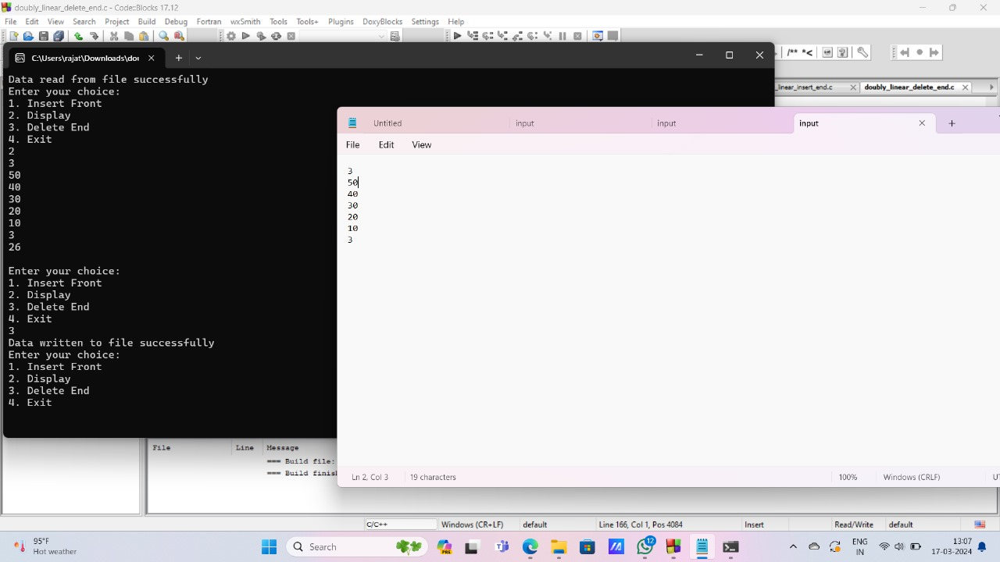 doubly_linear_delete_end.c - Code::Blocks 17.12
File Edit View Search Project Build Debug Fortran wxSmith Tools Tools+ Plugins DoxyBlocks Settings Help
/** *<
C:\Users\rajat\Downloads\dou
_linear_insert_end.c doubly_linear_delete_end.c
Data read from file successfully
Enter your choice:
1. Insert Front
2. Display
3. Delete End
4. Exit
2
3
50
40
30
20
10
3
26
Enter your choice:
1. Insert Front
2. Display
3. Delete End
4. Exit
3
Data written to file successfully
Enter your choice:
1. Insert Front
2. Display
3. Delete End
4. Exit
Untitled input input input
File Edit View
3
50
40
30
20
10
3
Ln 2, Col 3 19 characters 100% Windows (CRLF)
File Line Message
=== Build file:
=== Build finish
C/C++ Windows (CR+LF) default Line 166, Col 1, Pos 4084 Insert Read/Write default
95°F
Hot weather
Search
PRE
12
ENG
IN
13:07
17-03-2024